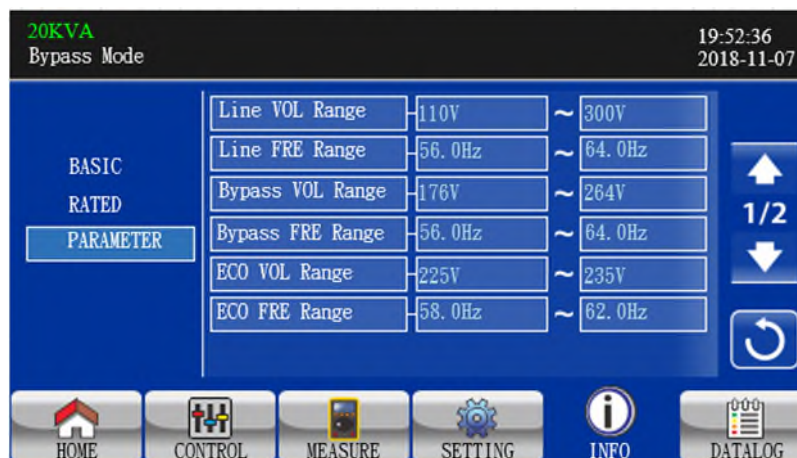 20KVA
Bypass Mode
19:52:36
2018-11-07
BASIC
RATED
PARAMETER
Line VOL Range 110V ~ 300V
Line FRE Range 56.0Hz ~ 64.0Hz
Bypass VOL Range 176V ~ 264V
Bypass FRE Range 56.0Hz ~ 64.0Hz
ECO VOL Range 225V ~ 235V
ECO FRE Range 58.0Hz ~ 62.0Hz
1/2
HOME CONTROL MEASURE SETTING INFO DATALOG